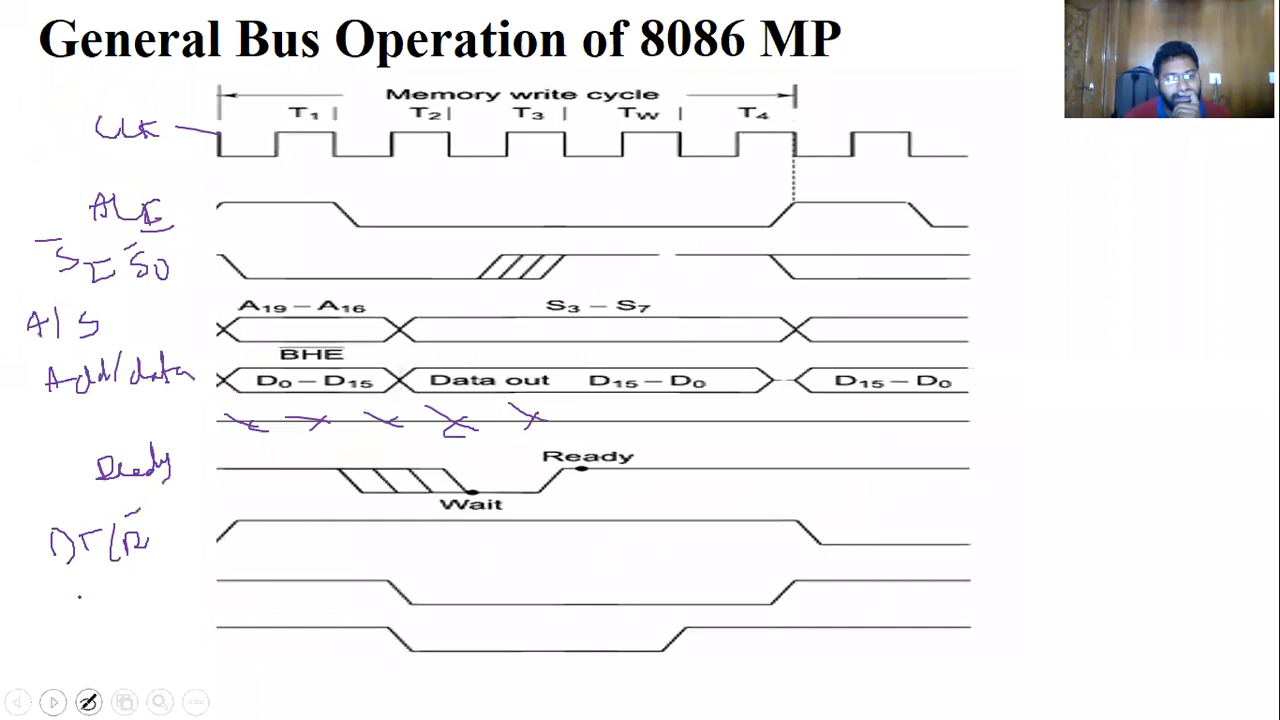 General Bus Operation of 8086 MP
Memory write cycle
T1 T2 T3 TW T4
CLK
ALE
S2 S0
A19 – A16 S3 – S7
A/S
BHE
Add/data D0 – D15 Data out D15 – D0 D15 – D0
Ready
Ready
Wait
DT/R